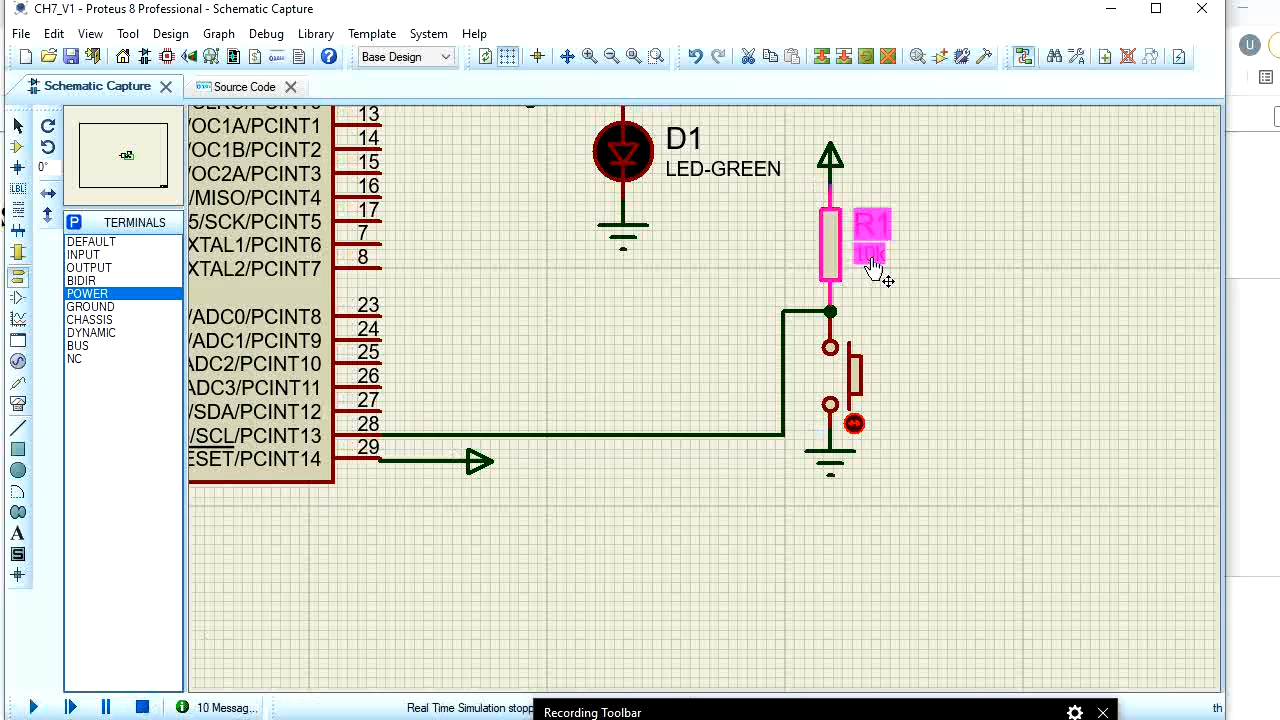 CH7_V1 - Proteus 8 Professional - Schematic Capture
File Edit View Tool Design Graph Debug Library Template System Help
Base Design
Schematic Capture
Source Code
U
0°
LBL
A
S
P TERMINALS
DEFAULT
INPUT
OUTPUT
BIDIR
POWER
GROUND
CHASSIS
DYNAMIC
BUS
NC
13
/OC1A/PCINT1
14
/OC1B/PCINT2
15
/OC2A/PCINT3
16
/MISO/PCINT4
17
5/SCK/PCINT5
7
XTAL1/PCINT6
8
XTAL2/PCINT7
23
/ADC0/PCINT8
24
/ADC1/PCINT9
25
ADC2/PCINT10
26
ADC3/PCINT11
27
/SDA/PCINT12
28
/SCL/PCINT13
29
ESET/PCINT14
D1
LED-GREEN
R1
10k
10 Messag...
Real Time Simulation stopp
th
Recording Toolbar